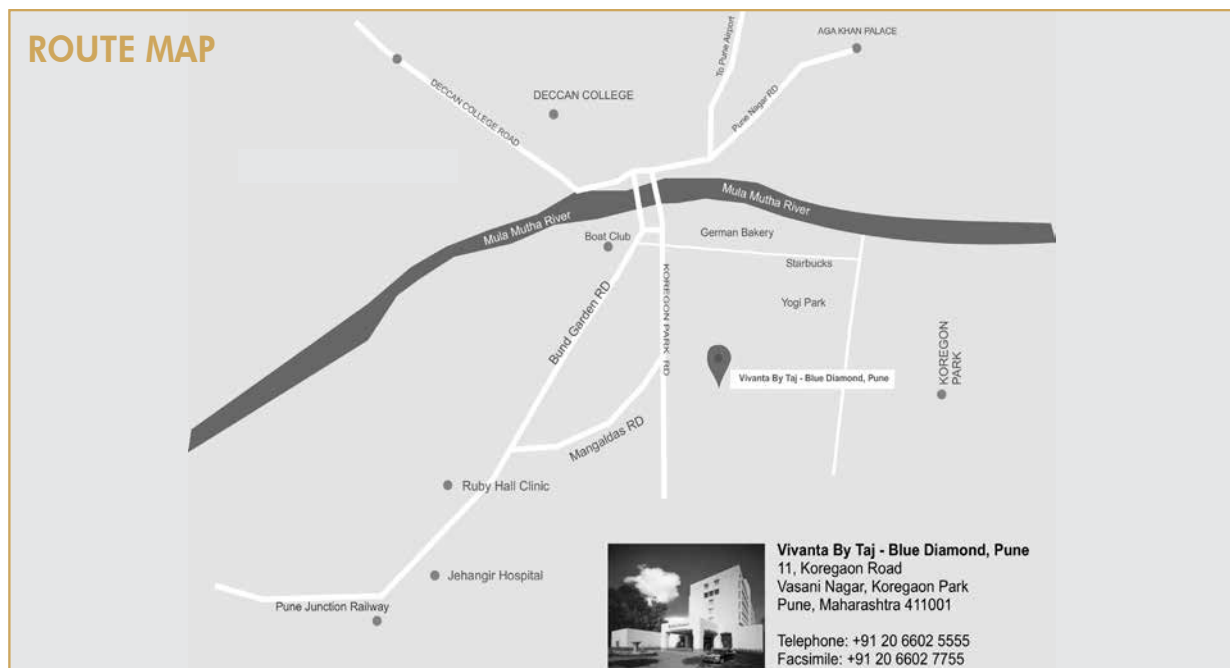 ROUTE MAP
AGA KHAN PALACE
To Pune Airport
DECCAN COLLEGE ROAD
DECCAN COLLEGE
Pune Nagar RD
Mula Mutha River
Mula Mutha River
Boat Club
German Bakery
Starbucks
Yogi Park
Bund Garden RD
KOREGON PARK RD
KOREGON
PARK
Vivanta By Taj - Blue Diamond, Pune
Mangaldas RD
Ruby Hall Clinic
Jehangir Hospital
Pune Junction Railway
Vivanta By Taj - Blue Diamond, Pune
11, Koregaon Road
Vasani Nagar, Koregaon Park
Pune, Maharashtra 411001
Telephone: +91 20 6602 5555
Facsimile: +91 20 6602 7755